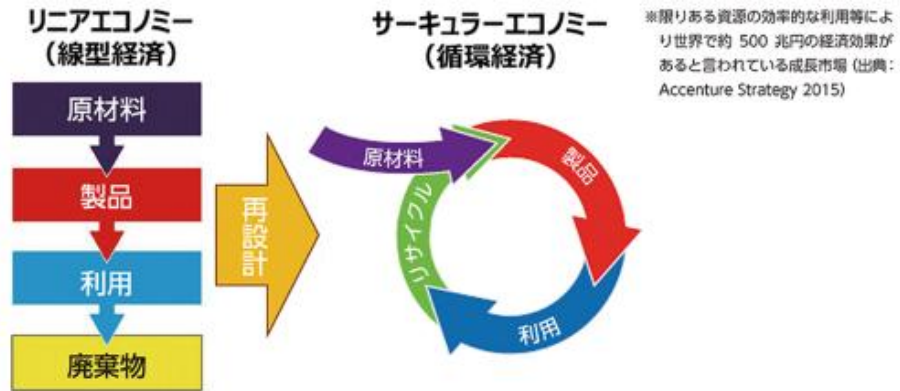 リニアエコノミー
（線型経済）
原材料
製品
利用
廃棄物
再設計
サーキュラーエコノミー
（循環経済）
原材料
製品
利用
リサイクル
※限りある資源の効率的な利用等によ
り世界で約 500 兆円の経済効果が
あると言われている成長市場（出典：
Accenture Strategy 2015）